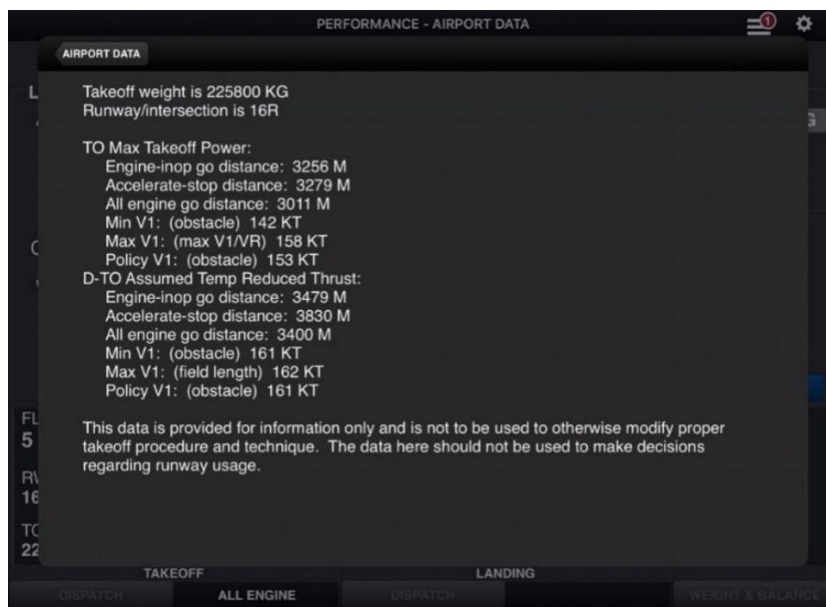 PERFORMANCE - AIRPORT DATA
1
AIRPORT DATA
Takeoff weight is 225800 KG
Runway/intersection is 16R
TO Max Takeoff Power:
Engine-inop go distance: 3256 M
Accelerate-stop distance: 3279 M
All engine go distance: 3011 M
Min V1: (obstacle) 142 KT
Max V1: (max V1/VR) 158 KT
Policy V1: (obstacle) 153 KT
D-TO Assumed Temp Reduced Thrust:
Engine-inop go distance: 3479 M
Accelerate-stop distance: 3830 M
All engine go distance: 3400 M
Min V1: (obstacle) 161 KT
Max V1: (field length) 162 KT
Policy V1: (obstacle) 161 KT
This data is provided for information only and is not to be used to otherwise modify proper
takeoff procedure and technique. The data here should not be used to make decisions
regarding runway usage.
FL
5
16
22
TAKEOFF LANDING
DISPATCH ALL ENGINE DISPATCH WEIGHT & BALANCE